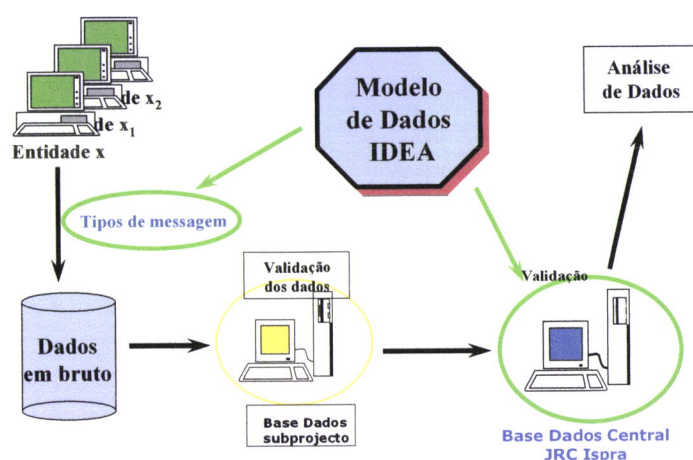 de x₂
de x₁
Entidade x
Modelo
de Dados
IDEA
Análise
de Dados
Tipos de messagem
Validação
dos dados
Validação
Dados
em bruto
Base Dados
subprojecto
Base Dados Central
JRC Ispra